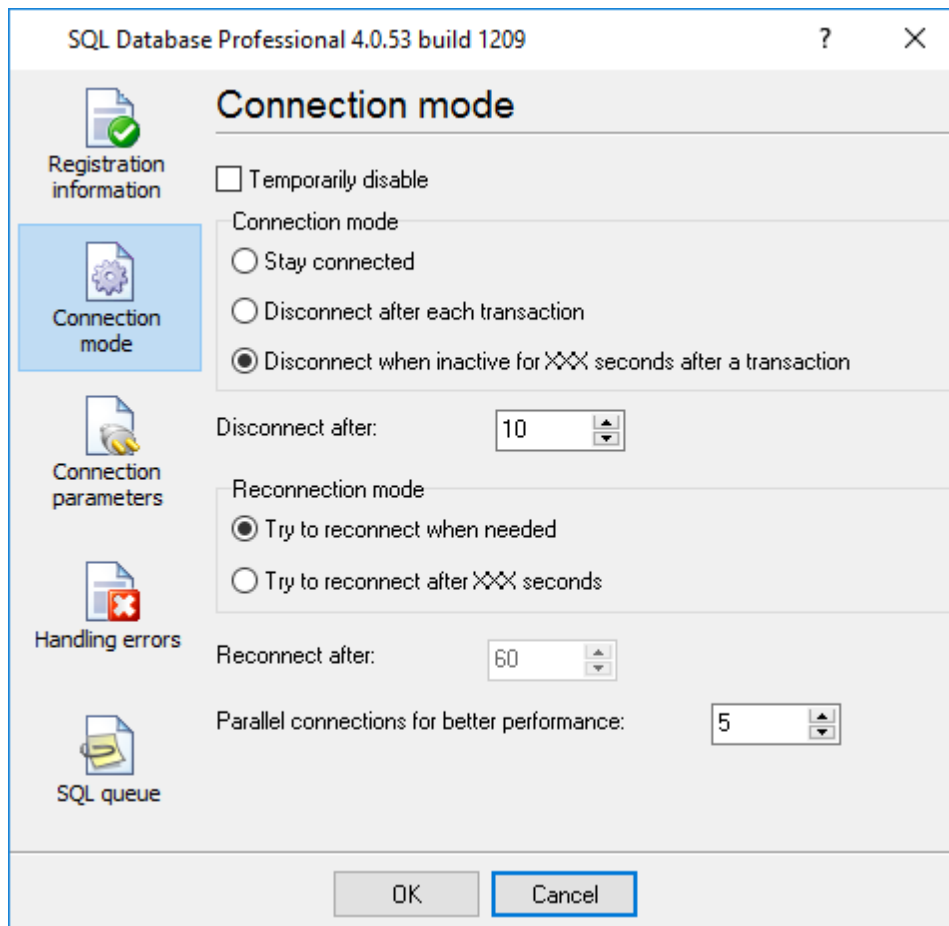 SQL Database Professional 4.0.53 build 1209
?
Registration
information
Connection
mode
Connection
parameters
Handling errors
SQL queue
Connection mode
Temporarily disable
Connection mode
Stay connected
Disconnect after each transaction
Disconnect when inactive for XXX seconds after a transaction
Disconnect after:
10
Reconnection mode
Try to reconnect when needed
Try to reconnect after XXX seconds
Reconnect after:
60
Parallel connections for better performance:
5
OK
Cancel